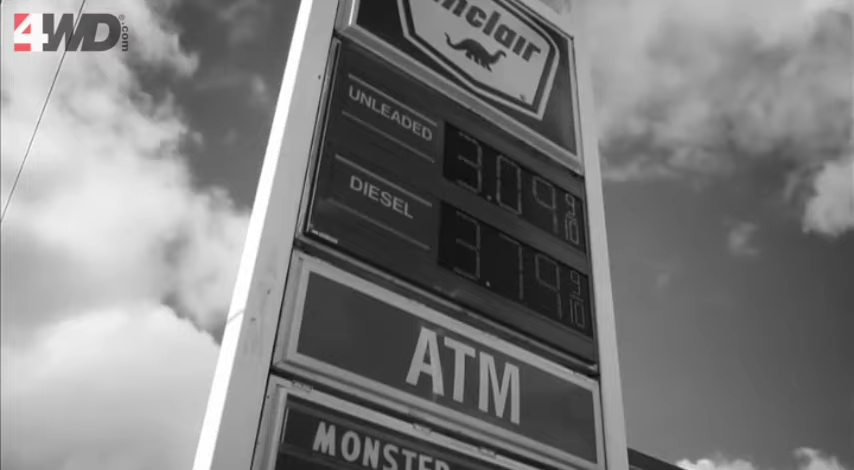 4WD.com
nclair
UNLEADED 3.09 9/10
DIESEL 3.79 9/10
ATM
MONSTER